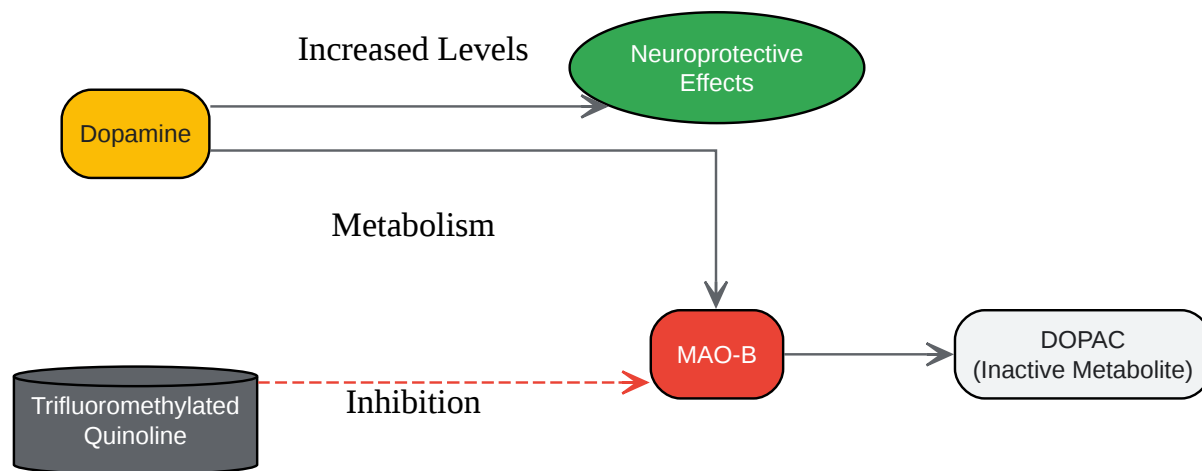 Increased Levels
Neuroprotective
Effects
Dopamine
Metabolism
MAO-B
DOPAC
(Inactive Metabolite)
Inhibition
Trifluoromethylated
Quinoline